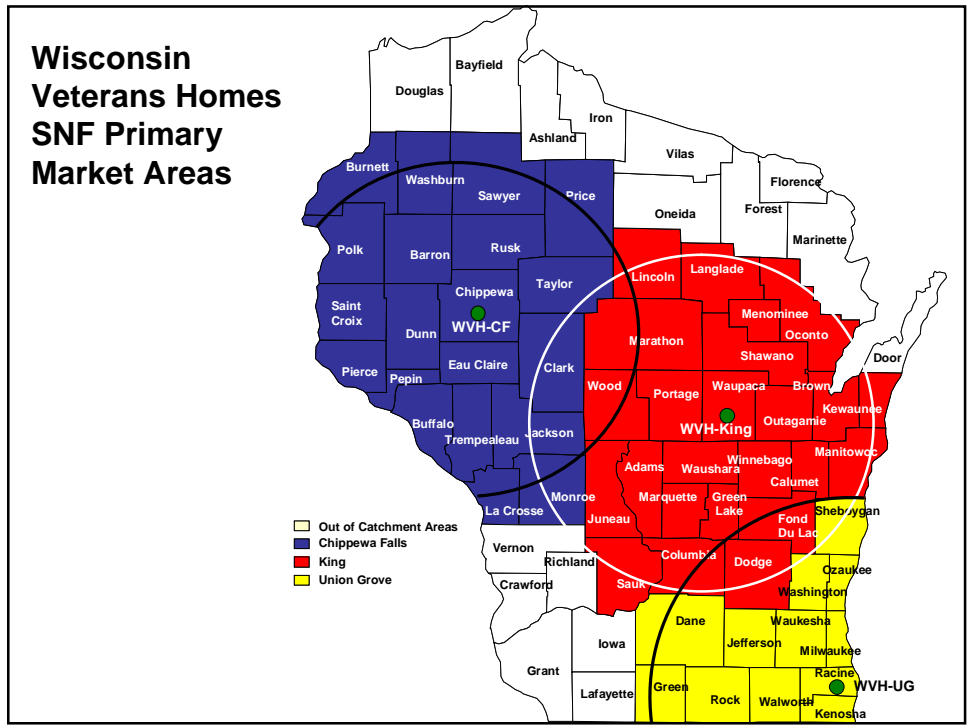 Wisconsin
Veterans Homes
SNF Primary
Market Areas
Bayfield
Douglas
Iron
Ashland
Vilas
Florence
Forest
Oneida
Marinette
Burnett
Washburn
Sawyer
Price
Polk
Barron
Rusk
Lincoln
Langlade
Taylor
Chippewa
WVH-CF
Saint
Croix
Dunn
Menominee
Oconto
Marathon
Shawano
Door
Pierce
Pepin
Eau Claire
Clark
Wood
Portage
Waupaca
Brown
Kewaunee
Outagamie
WVH-King
Buffalo
Trempealeau
Jackson
Manitowoc
Winnebago
Adams
Waushara
Calumet
La Crosse
Monroe
Juneau
Marquette
Green
Lake
Fond
Du Lac
Sheboygan
Out of Catchment Areas
Chippewa Falls
King
Union Grove
Vernon
Richland
Crawford
Sauk
Columbia
Dodge
Ozaukee
Washington
Dane
Iowa
Jefferson
Waukesha
Milwaukee
Grant
Lafayette
Green
Rock
Walworth
Racine
WVH-UG
Kenosha